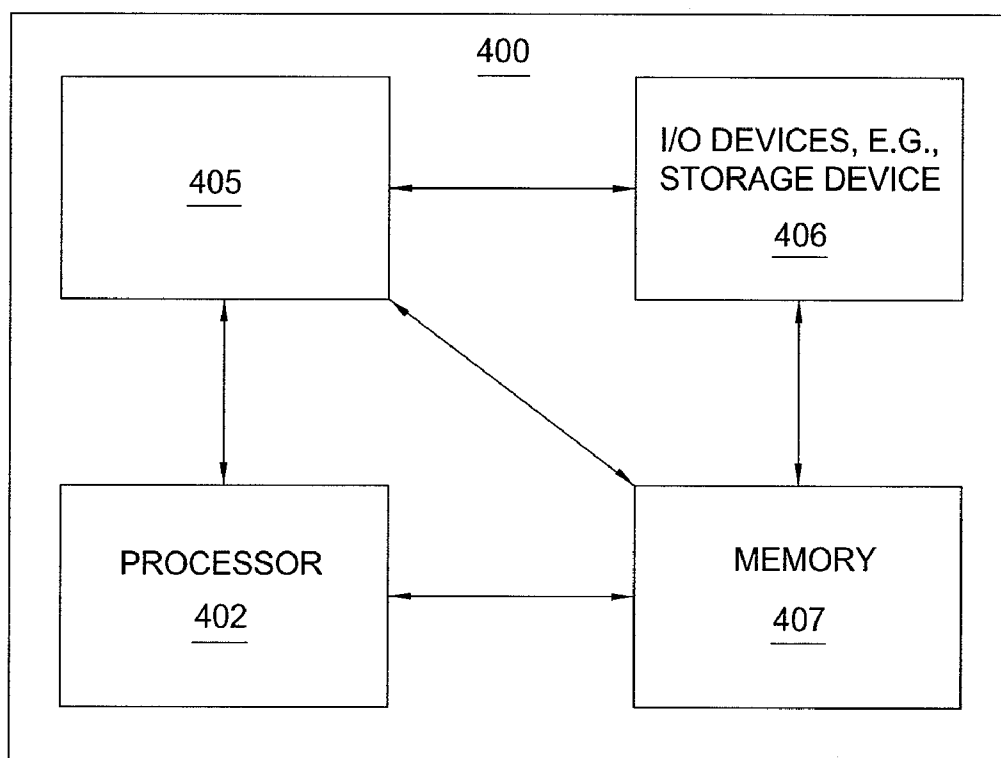 400
405
I/O DEVICES, E.G.,
STORAGE DEVICE
406
PROCESSOR
402
MEMORY
407